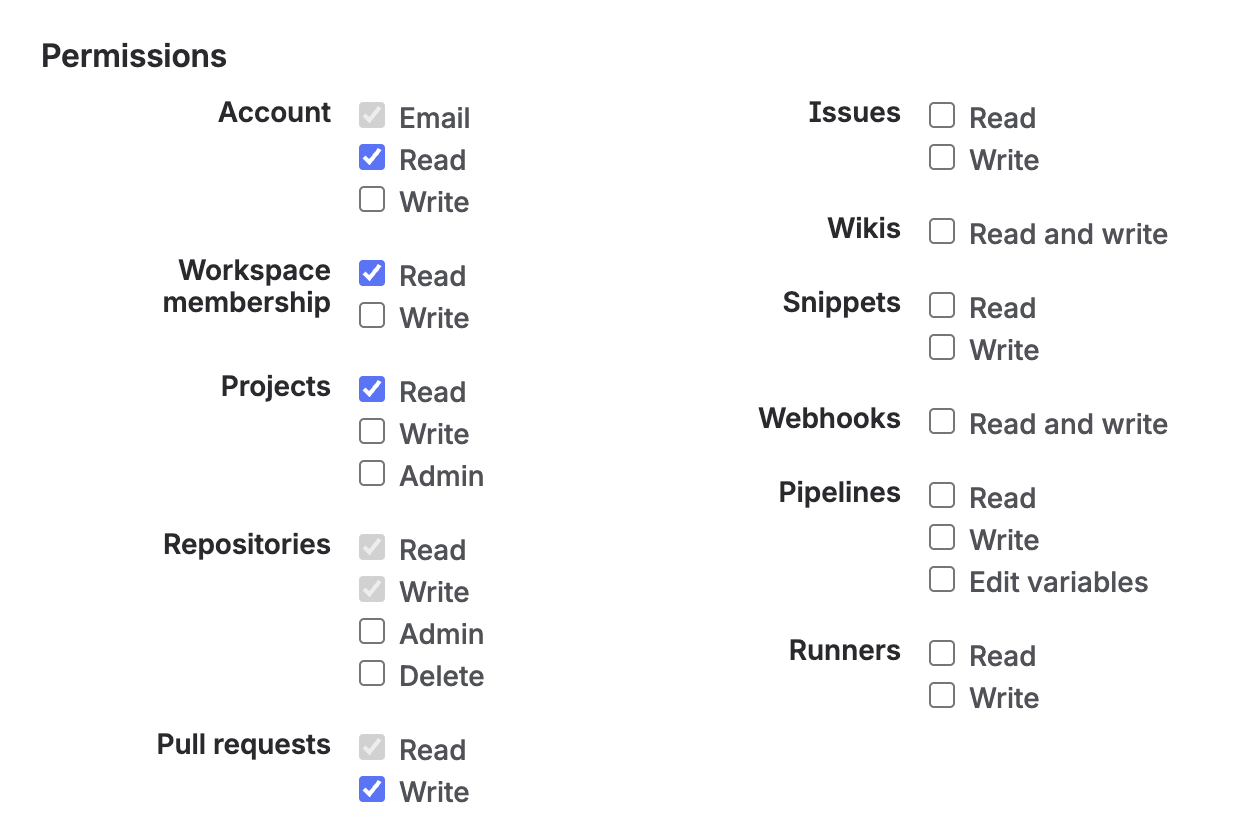 Permissions
Account
Email
Read
Write
Workspace
membership
Read
Write
Projects
Read
Write
Admin
Repositories
Read
Write
Admin
Delete
Pull requests
Read
Write
Issues
Read
Write
Wikis
Read and write
Snippets
Read
Write
Webhooks
Read and write
Pipelines
Read
Write
Edit variables
Runners
Read
Write